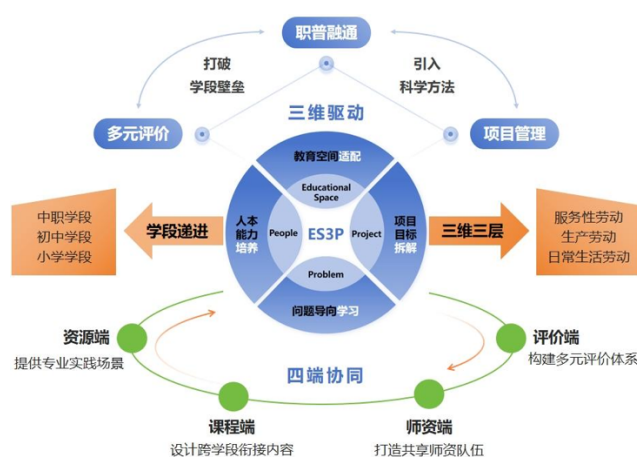 职普融通
打破
学段壁垒
引入
科学方法
三维驱动
多元评价
项目管理
教育空间适配
Educational
Space
中职学段
初中学段
小学学段
学段递进
人本
能力
培养
People
ES3P
Project
项目
目标
拆解
三维三层
服务性劳动
生产劳动
日常生活劳动
Problem
问题导向学习
资源端
提供专业实践场景
评价端
构建多元评价体系
四端协同
课程端
设计跨学段衔接内容
师资端
打造共享师资队伍